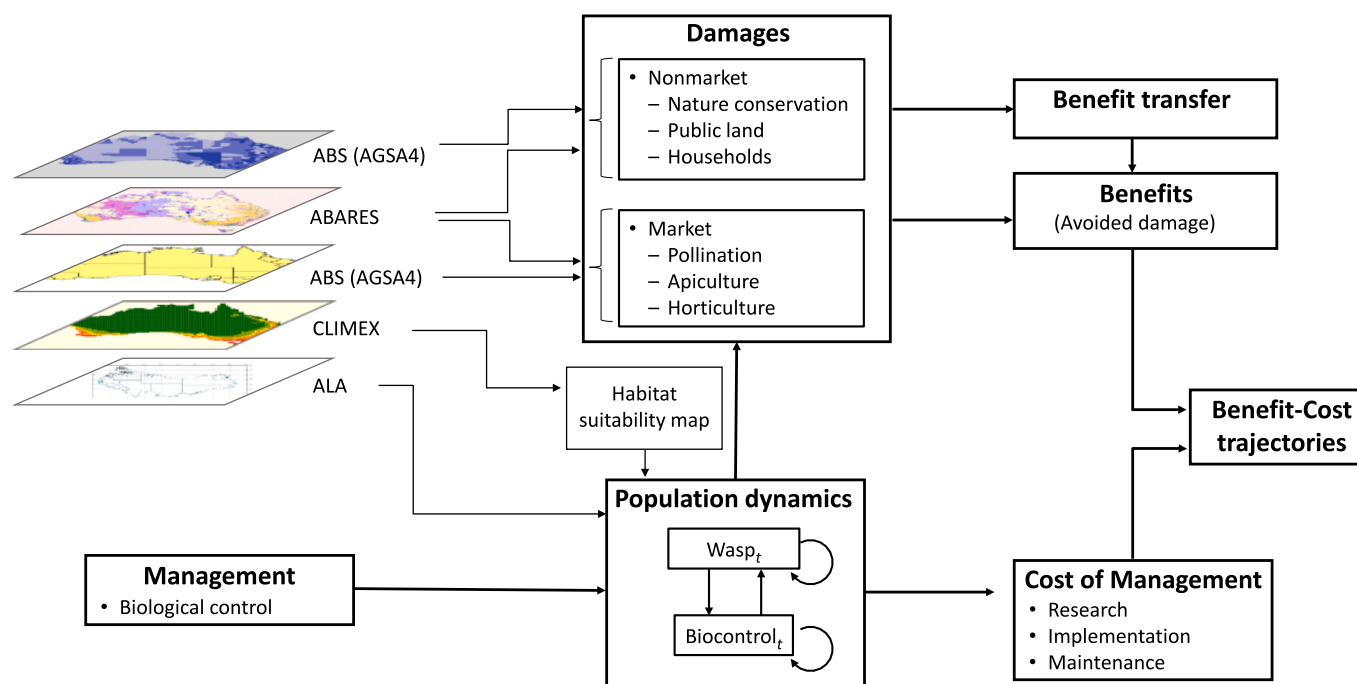 Damages
• Nonmarket
– Nature conservation
– Public land
– Households
• Market
– Pollination
– Apiculture
– Horticulture
ABS (AGSA4)
ABARES
ABS (AGSA4)
CLIMEX
ALA
Habitat
suitability map
Benefit transfer
Benefits
(Avoided damage)
Benefit-Cost
trajectories
Population dynamics
Wasp t
Biocontrol t
Management
• Biological control
Cost of Management
• Research
• Implementation
• Maintenance